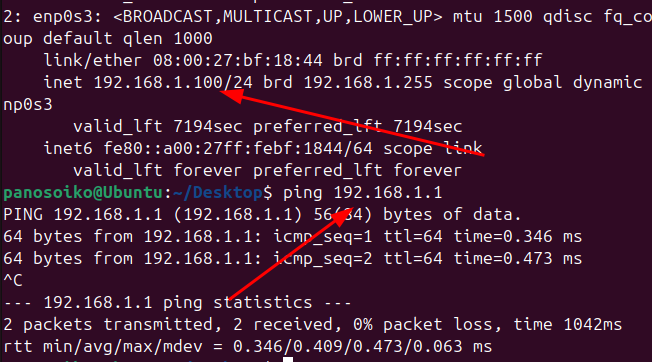 2: enp0s3: <BROADCAST,MULTICAST,UP,LOWER_UP> mtu 1500 qdisc fq_co
oup default qlen 1000
link/ether 08:00:27:bf:18:44 brd ff:ff:ff:ff:ff:ff
inet 192.168.1.100/24 brd 192.168.1.255 scope global dynamic
np0s3
valid_lft 7194sec preferred_lft 7194sec
inet6 fe80::a00:27ff:febf:1844/64 scope link
valid_lft forever preferred_lft forever
panosoiko@Ubuntu:~/Desktop$ ping 192.168.1.1
PING 192.168.1.1 (192.168.1.1) 56(84) bytes of data.
64 bytes from 192.168.1.1: icmp_seq=1 ttl=64 time=0.346 ms
64 bytes from 192.168.1.1: icmp_seq=2 ttl=64 time=0.473 ms
^C
--- 192.168.1.1 ping statistics ---
2 packets transmitted, 2 received, 0% packet loss, time 1042ms
rtt min/avg/max/mdev = 0.346/0.409/0.473/0.063 ms